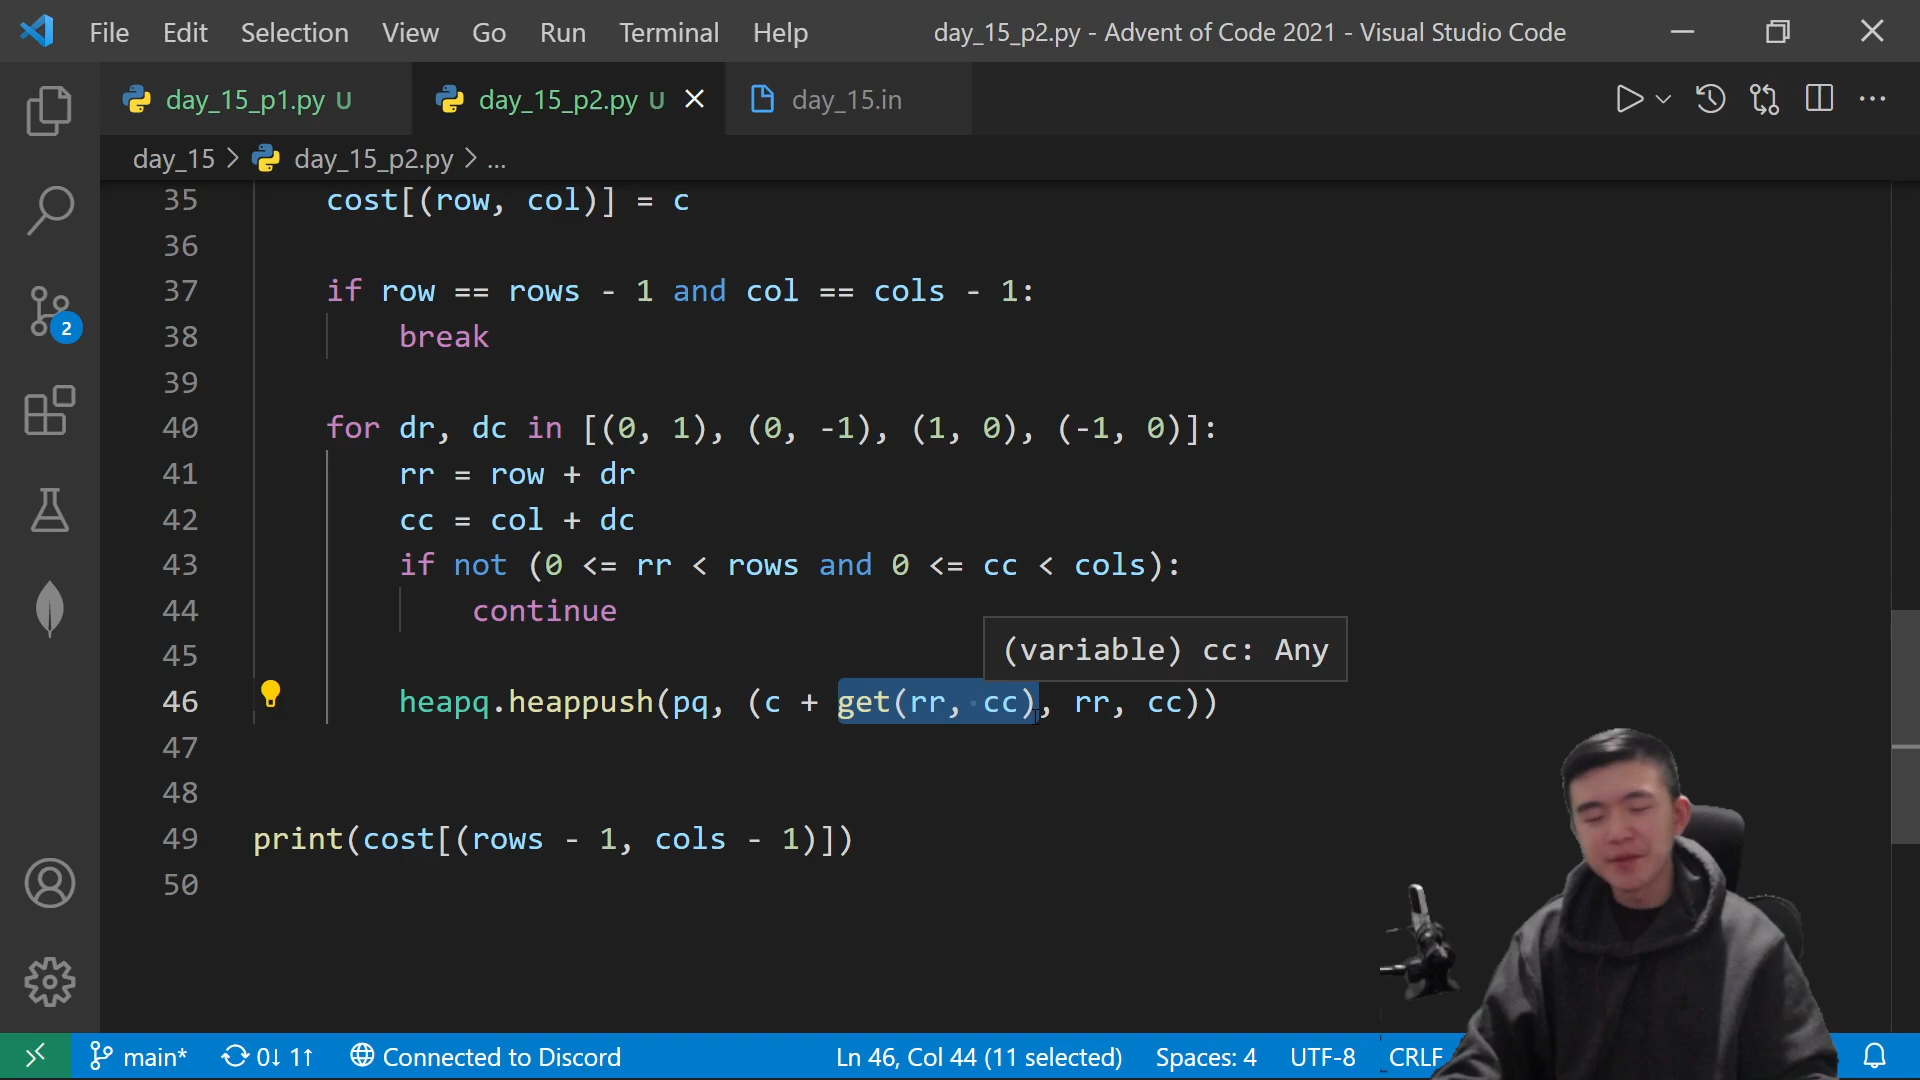 File Edit Selection View Go Run Terminal Help day_15_p2.py - Advent of Code 2021 - Visual Studio Code
day_15_p1.py U day_15_p2.py U day_15.in
day_15 > day_15_p2.py > ...
35 cost[(row, col)] = c
36
37 if row == rows - 1 and col == cols - 1:
38 break
39
40 for dr, dc in [(0, 1), (0, -1), (1, 0), (-1, 0)]:
41 rr = row + dr
42 cc = col + dc
43 if not (0 <= rr < rows and 0 <= cc < cols):
44 continue
45 (variable) cc: Any
46 heapq.heappush(pq, (c + get(rr, cc), rr, cc))
47
48
49 print(cost[(rows - 1, cols - 1)])
50
2
main* 0↓ 1↑ Connected to Discord Ln 46, Col 44 (11 selected) Spaces: 4 UTF-8 CRLF